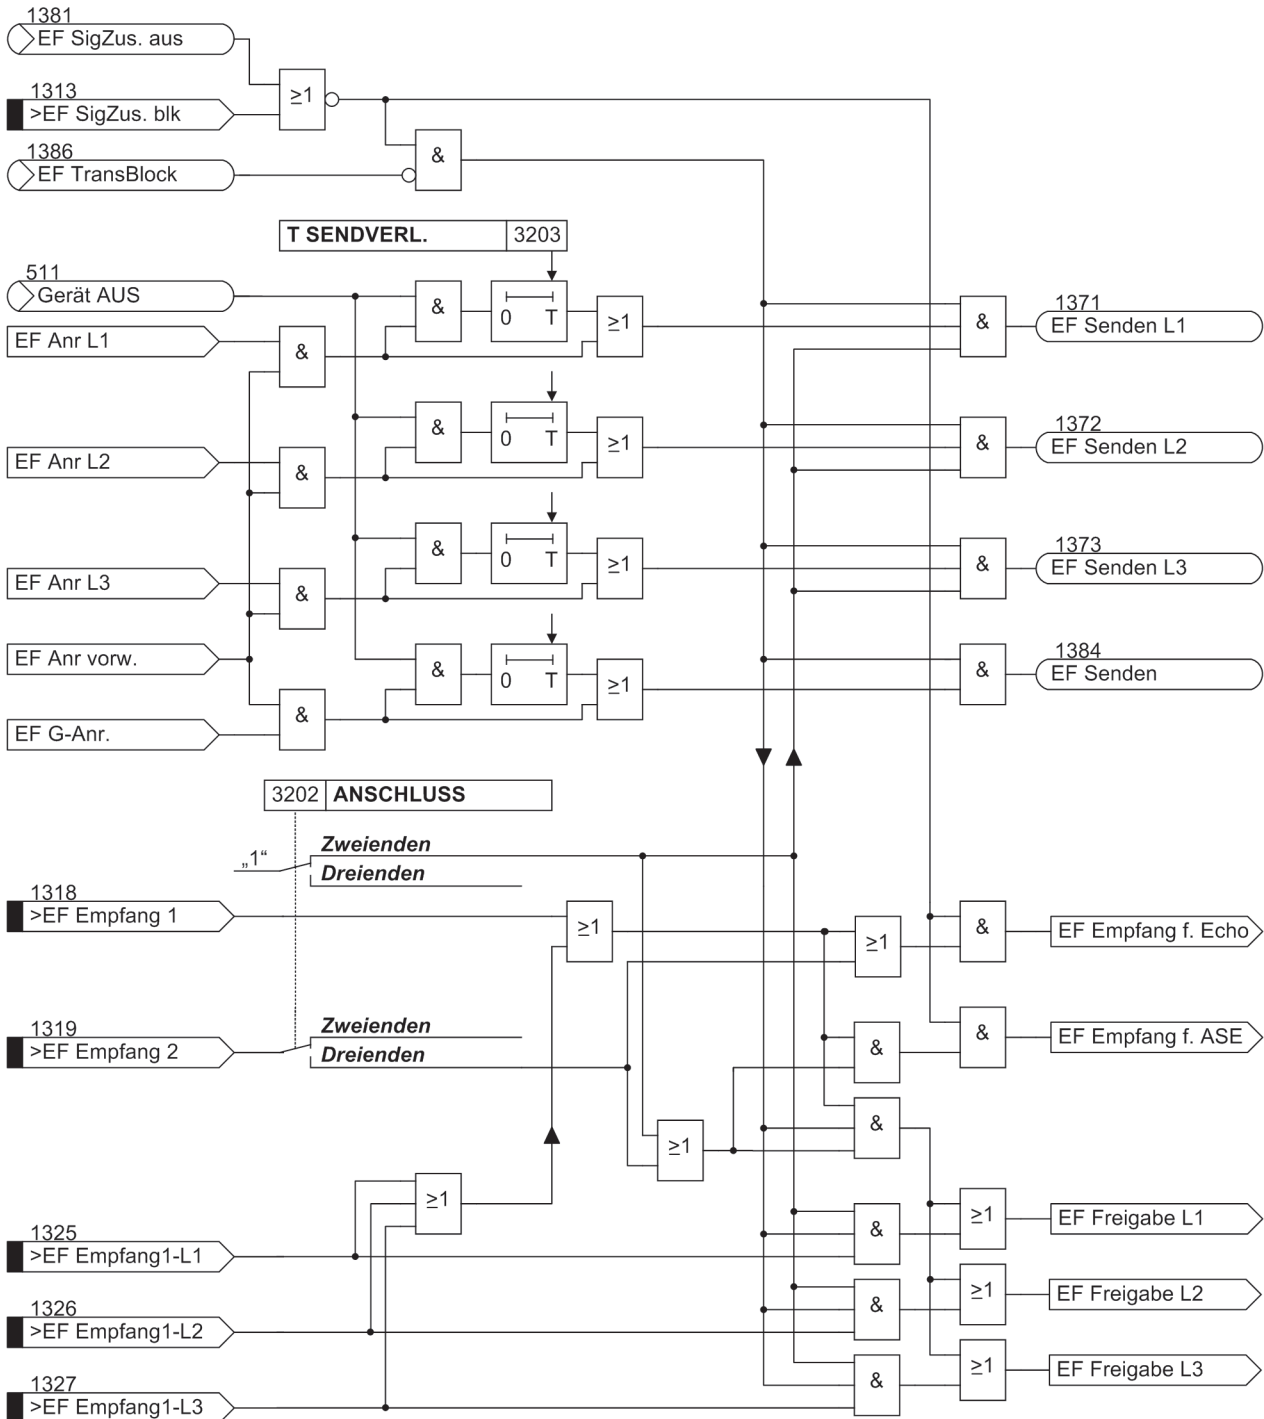 1381
EF SigZus. aus
1313
>EF SigZus. blk
≥1
1386
EF TransBlock
&
T SENDVERL. 3203
511
Gerät AUS
EF Anr L1
&
&
0 T
≥1
&
1371
EF Senden L1
EF Anr L2
&
&
0 T
≥1
&
1372
EF Senden L2
EF Anr L3
&
&
0 T
≥1
&
1373
EF Senden L3
EF Anr vorw.
EF G-Anr.
&
&
0 T
≥1
&
1384
EF Senden
3202 ANSCHLUSS
„1“
Zweienden
Dreienden
1318
>EF Empfang 1
≥1
≥1
&
EF Empfang f. Echo
1319
>EF Empfang 2
Zweienden
Dreienden
&
&
EF Empfang f. ASE
≥1
&
≥1
1325
>EF Empfang1-L1
&
≥1
EF Freigabe L1
1326
>EF Empfang1-L2
&
≥1
EF Freigabe L2
1327
>EF Empfang1-L3
&
≥1
EF Freigabe L3